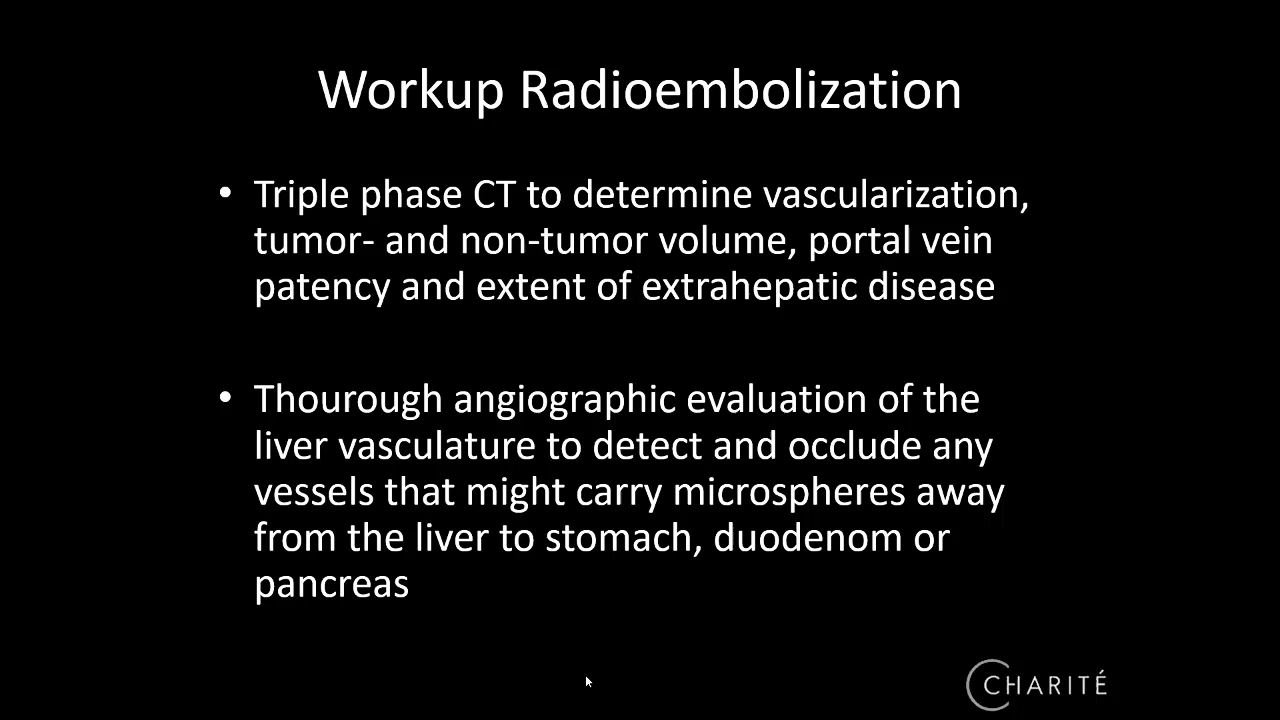 Workup Radioembolization
• Triple phase CT to determine vascularization,
tumor- and non-tumor volume, portal vein
patency and extent of extrahepatic disease
• Thourough angiographic evaluation of the
liver vasculature to detect and occlude any
vessels that might carry microspheres away
from the liver to stomach, duodenom or
pancreas
CHARITÉ